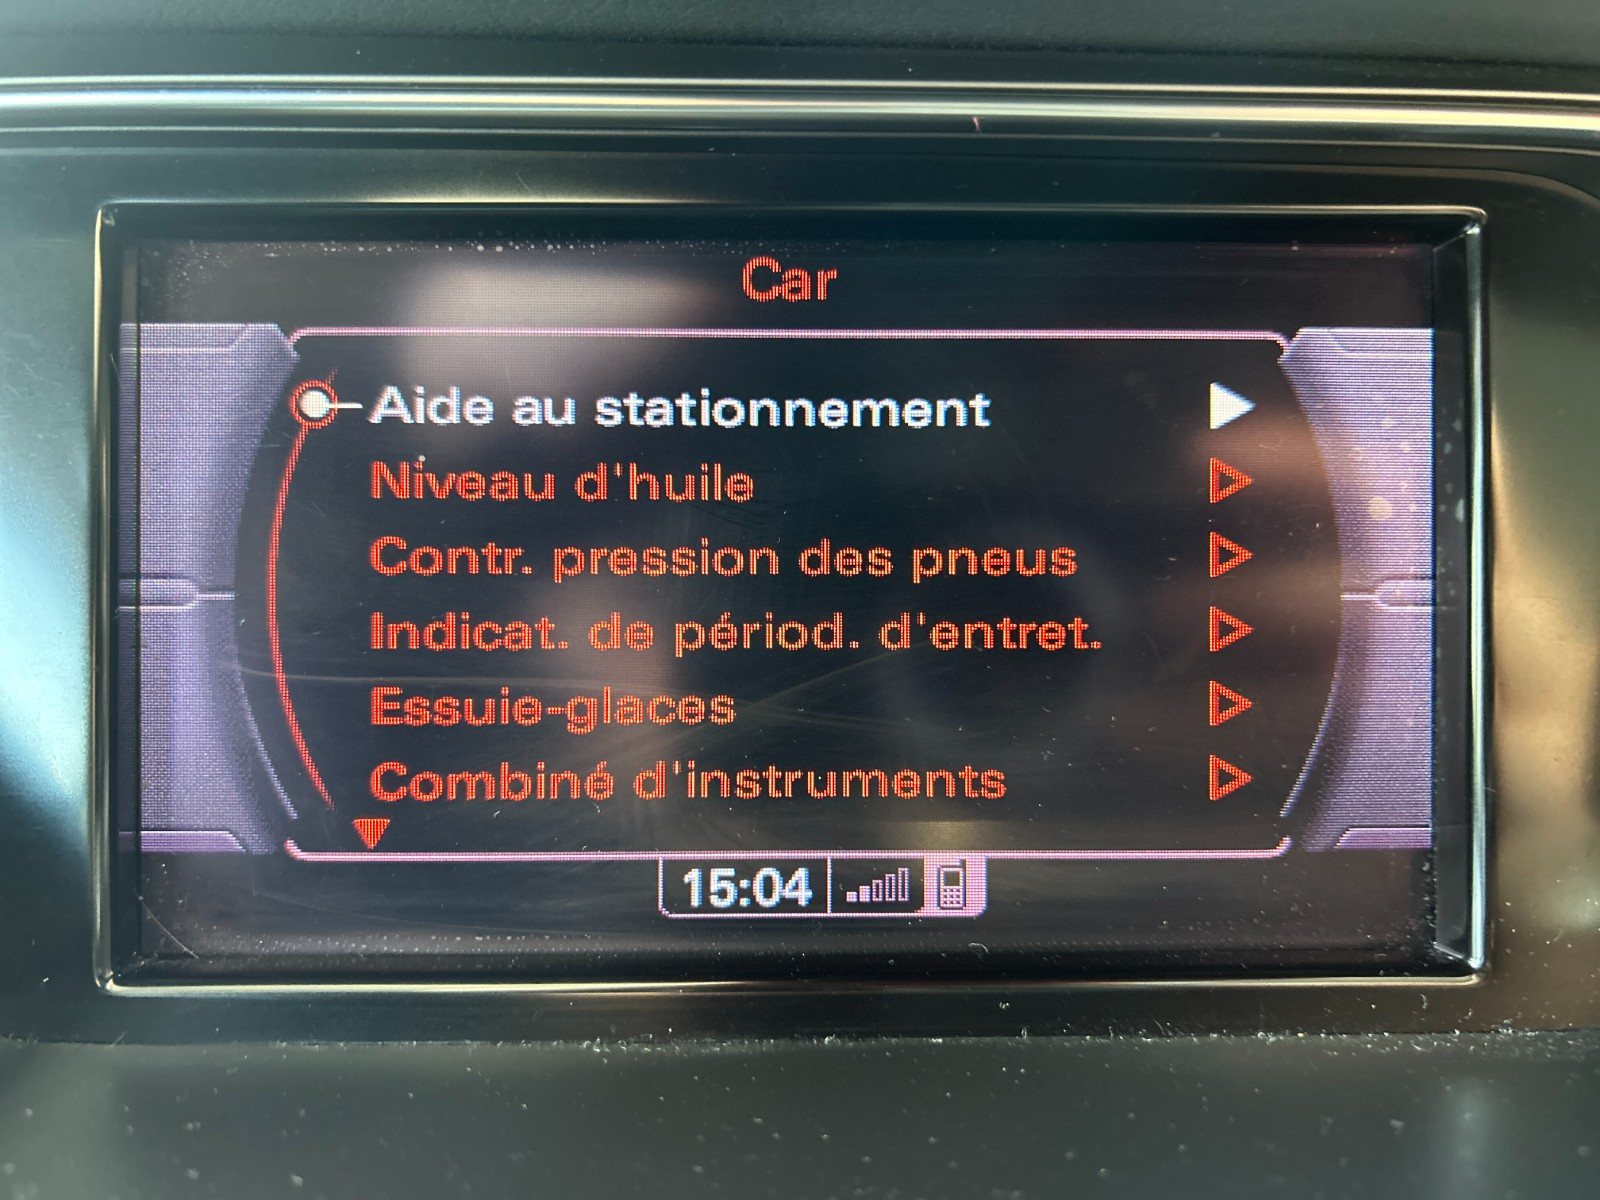 Car
Aide au stationnement
Niveau d'huile
Contr. pression des pneus
Indicat. de périod. d'entret.
Essuie-glaces
Combiné d'instruments
15:04